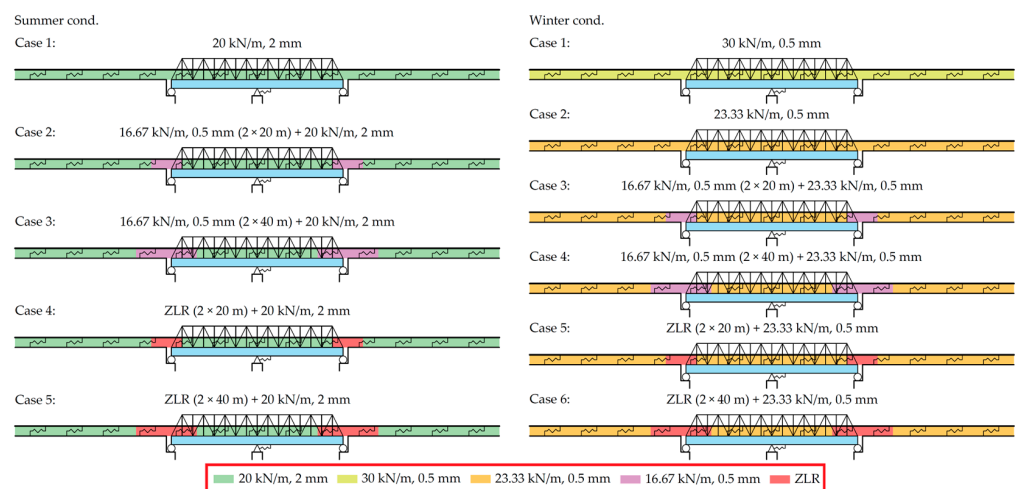 Summer cond.
Case 1:
20 kN/m, 2 mm
Case 2:
16.67 kN/m, 0.5 mm (2 × 20 m) + 20 kN/m, 2 mm
Case 3:
16.67 kN/m, 0.5 mm (2 × 40 m) + 20 kN/m, 2 mm
Case 4:
ZLR (2 × 20 m) + 20 kN/m, 2 mm
Case 5:
ZLR (2 × 40 m) + 20 kN/m, 2 mm
Winter cond.
Case 1:
30 kN/m, 0.5 mm
Case 2:
23.33 kN/m, 0.5 mm
Case 3:
16.67 kN/m, 0.5 mm (2 × 20 m) + 23.33 kN/m, 0.5 mm
Case 4:
16.67 kN/m, 0.5 mm (2 × 40 m) + 23.33 kN/m, 0.5 mm
Case 5:
ZLR (2 × 20 m) + 23.33 kN/m, 0.5 mm
Case 6:
ZLR (2 × 40 m) + 23.33 kN/m, 0.5 mm
20 kN/m, 2 mm 30 kN/m, 0.5 mm 23.33 kN/m, 0.5 mm 16.67 kN/m, 0.5 mm ZLR